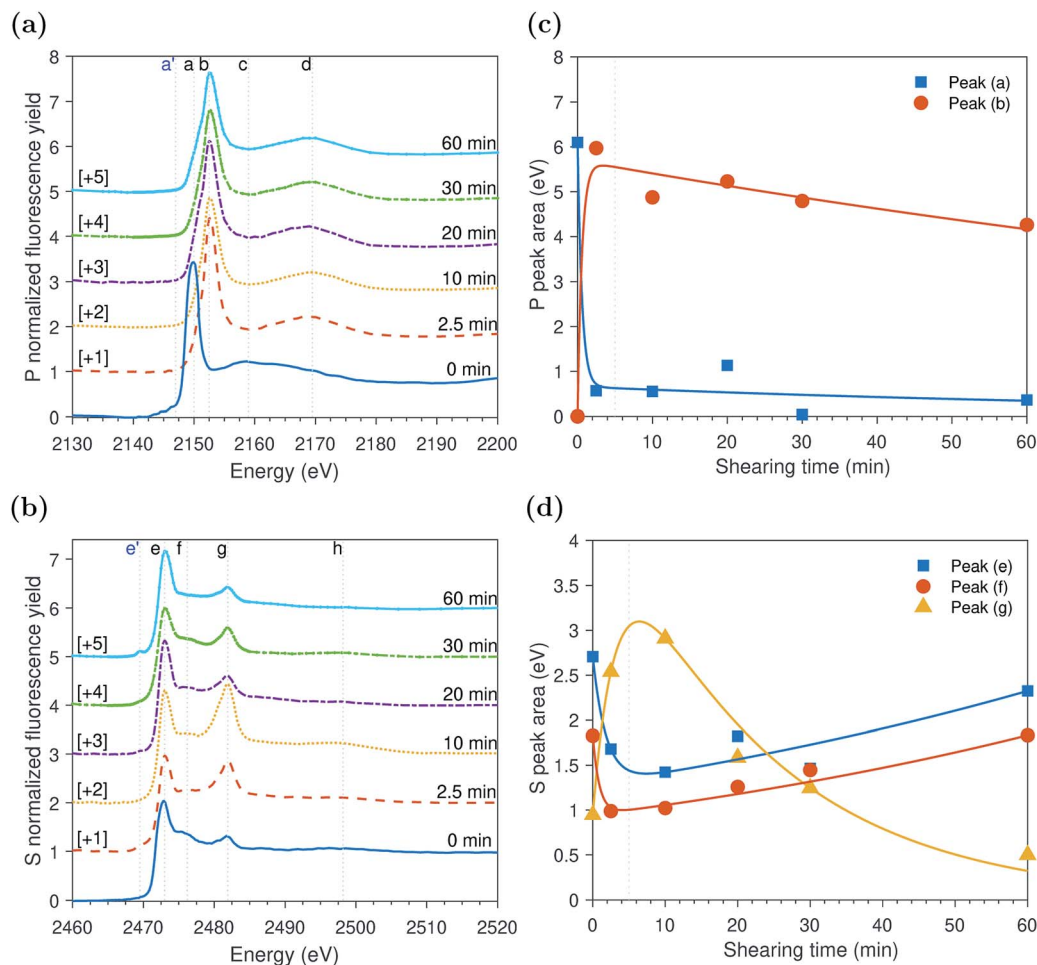 (a)
a' a b c d
8
7
6
5
4
3
2
1
0
P normalized fluorescence yield
[+5]
[+4]
[+3]
[+2]
[+1]
60 min
30 min
20 min
10 min
2.5 min
0 min
2130 2140 2150 2160 2170 2180 2190 2200
Energy (eV)
(c)
8
7
6
5
4
3
2
1
0
P peak area (eV)
Peak (a)
Peak (b)
0 10 20 30 40 50 60
Shearing time (min)
(b)
e' e f g h
7
6
5
4
3
2
1
0
S normalized fluorescence yield
[+5]
[+4]
[+3]
[+2]
[+1]
60 min
30 min
20 min
10 min
2.5 min
0 min
2460 2470 2480 2490 2500 2510 2520
Energy (eV)
(d)
4
3.5
3
2.5
2
1.5
1
0.5
0
S peak area (eV)
Peak (e)
Peak (f)
Peak (g)
0 10 20 30 40 50 60
Shearing time (min)